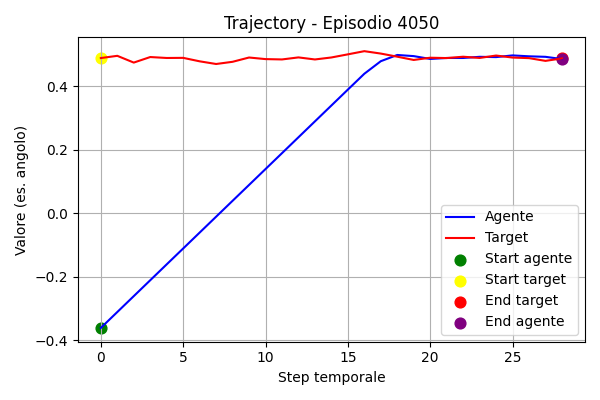 Trajectory - Episodio 4050
Valore (es. angolo)
0.4
0.2
0.0
−0.2
−0.4
Agente
Target
Start agente
Start target
End target
End agente
0 5 10 15 20 25
Step temporale